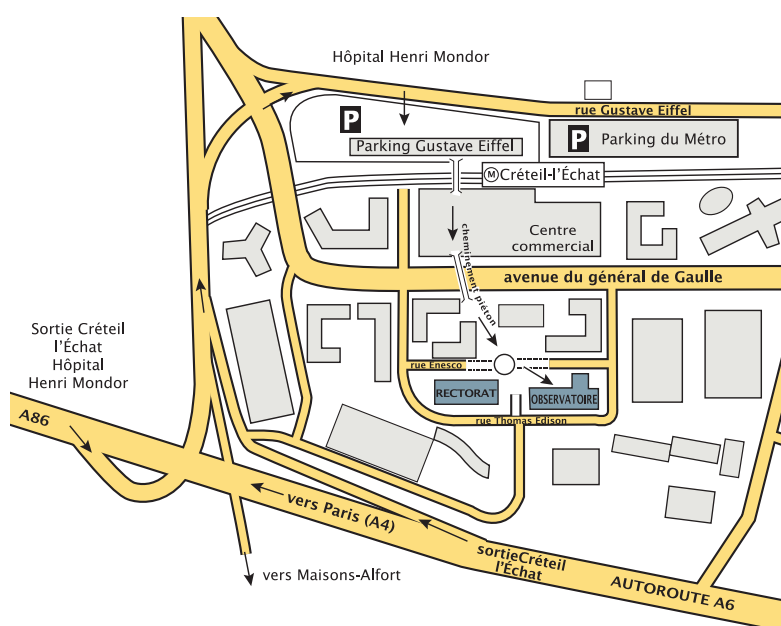 Hôpital Henri Mondor
rue Gustave Eiffel
P
Parking Gustave Eiffel
P Parking du Métro
M Créteil-l'Échat
Centre
commercial
cheminement piéton
avenue du général de Gaulle
Sortie Créteil
l'Échat
Hôpital
Henri Mondor
rue Enesco
RECTORAT
OBSERVATOIRE
rue Thomas Edison
A86
vers Paris (A4)
sortieCréteil
l'Échat
vers Maisons-Alfort
AUTOROUTE A6